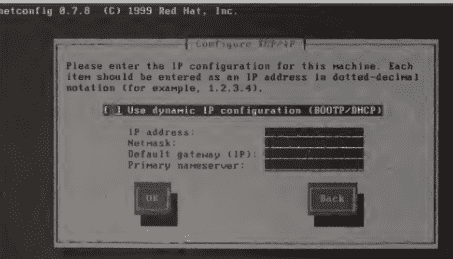 netconfig 0.7.8 (C) 1999 Red Hat, Inc.
Configure TCP/IP
Please enter the IP configuration for this machine. Each
item should be entered as an IP address in dotted-decimal
notation (for example, 1.2.3.4).
[ ] Use dynamic IP configuration (BOOTP/DHCP)
IP address:
Netmask:
Default gateway (IP):
Primary nameserver:
OK
Back